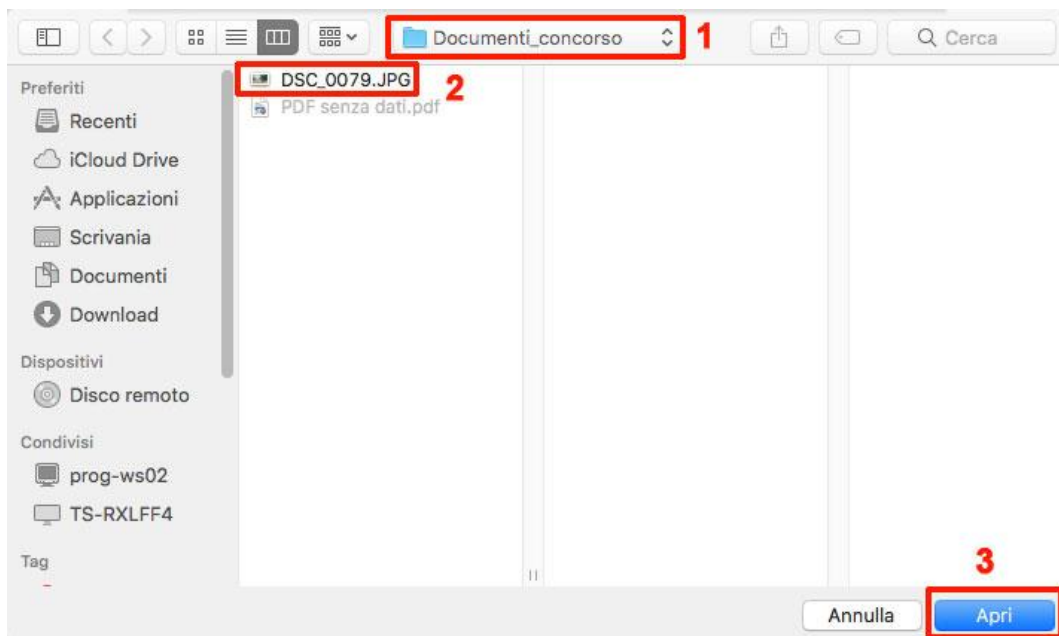 Documenti_concorso
1
Cerca
Preferiti
Recenti
iCloud Drive
Applicazioni
Scrivania
Documenti
Download
Dispositivi
Disco remoto
Condivisi
prog-ws02
TS-RXLFF4
Tag
DSC_0079.JPG
2
PDF senza dati.pdf
3
Annulla
Apri